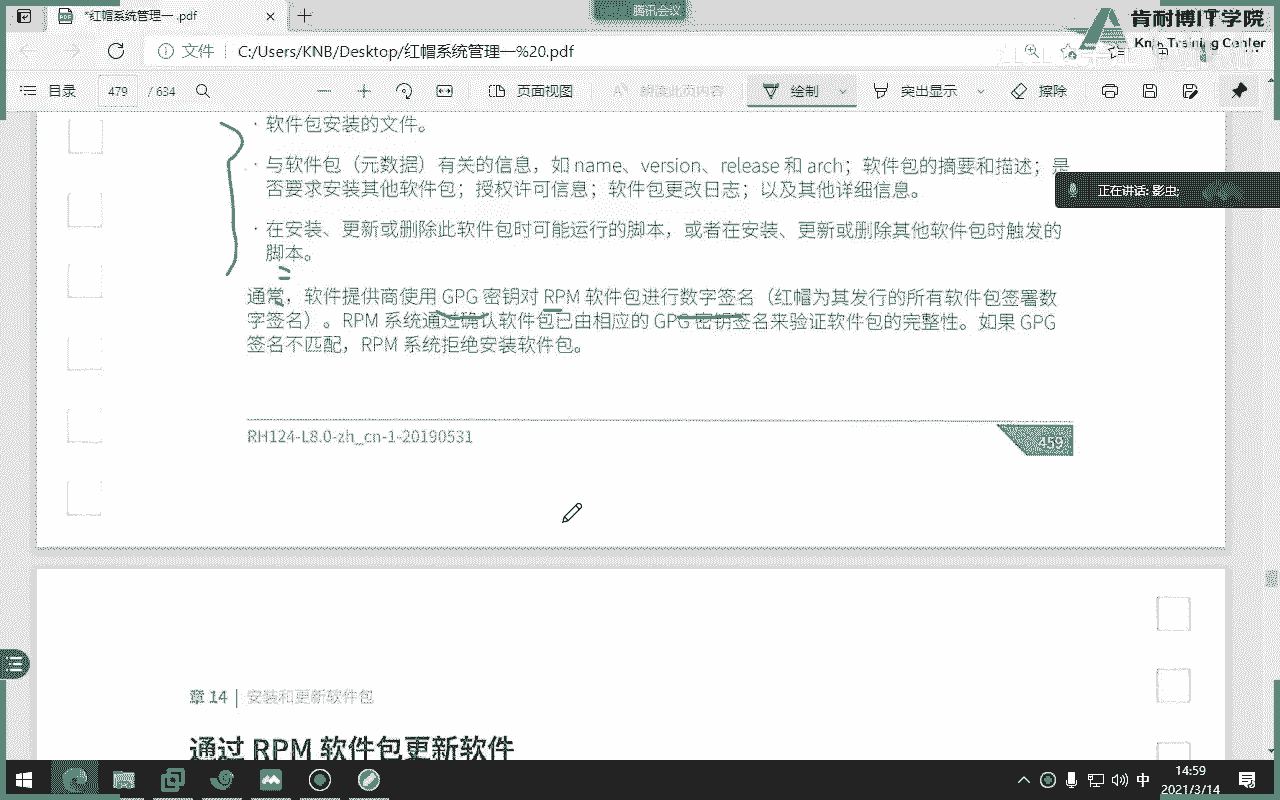 *红帽系统管理一 .pdf
腾讯会议
肯耐博IT学院
KnB Training Center
文件 C:/Users/KNB/Desktop/红帽系统管理一%20.pdf
目录 479 / 634 页面视图 朗读此页内容 绘制 突出显示 擦除
· 软件包安装的文件。
· 与软件包（元数据）有关的信息，如 name、version、release 和 arch；软件包的摘要和描述；是
否要求安装其他软件包；授权许可信息；软件包更改日志；以及其他详细信息。
正在讲话: 影虫;
· 在安装、更新或删除此软件包时可能运行的脚本，或者在安装、更新或删除其他软件包时触发的
脚本。
通常，软件提供商使用 GPG 密钥对 RPM 软件包进行数字签名（红帽为其发行的所有软件包签署数
字签名）。RPM 系统通过确认软件包已由相应的 GPG 密钥签名来验证软件包的完整性。如果 GPG
签名不匹配，RPM 系统拒绝安装软件包。
RH124-L8.0-zh_cn-1-20190531
459
章 14 | 安装和更新软件包
通过 RPM 软件包更新软件
中
14:59
2021/3/14